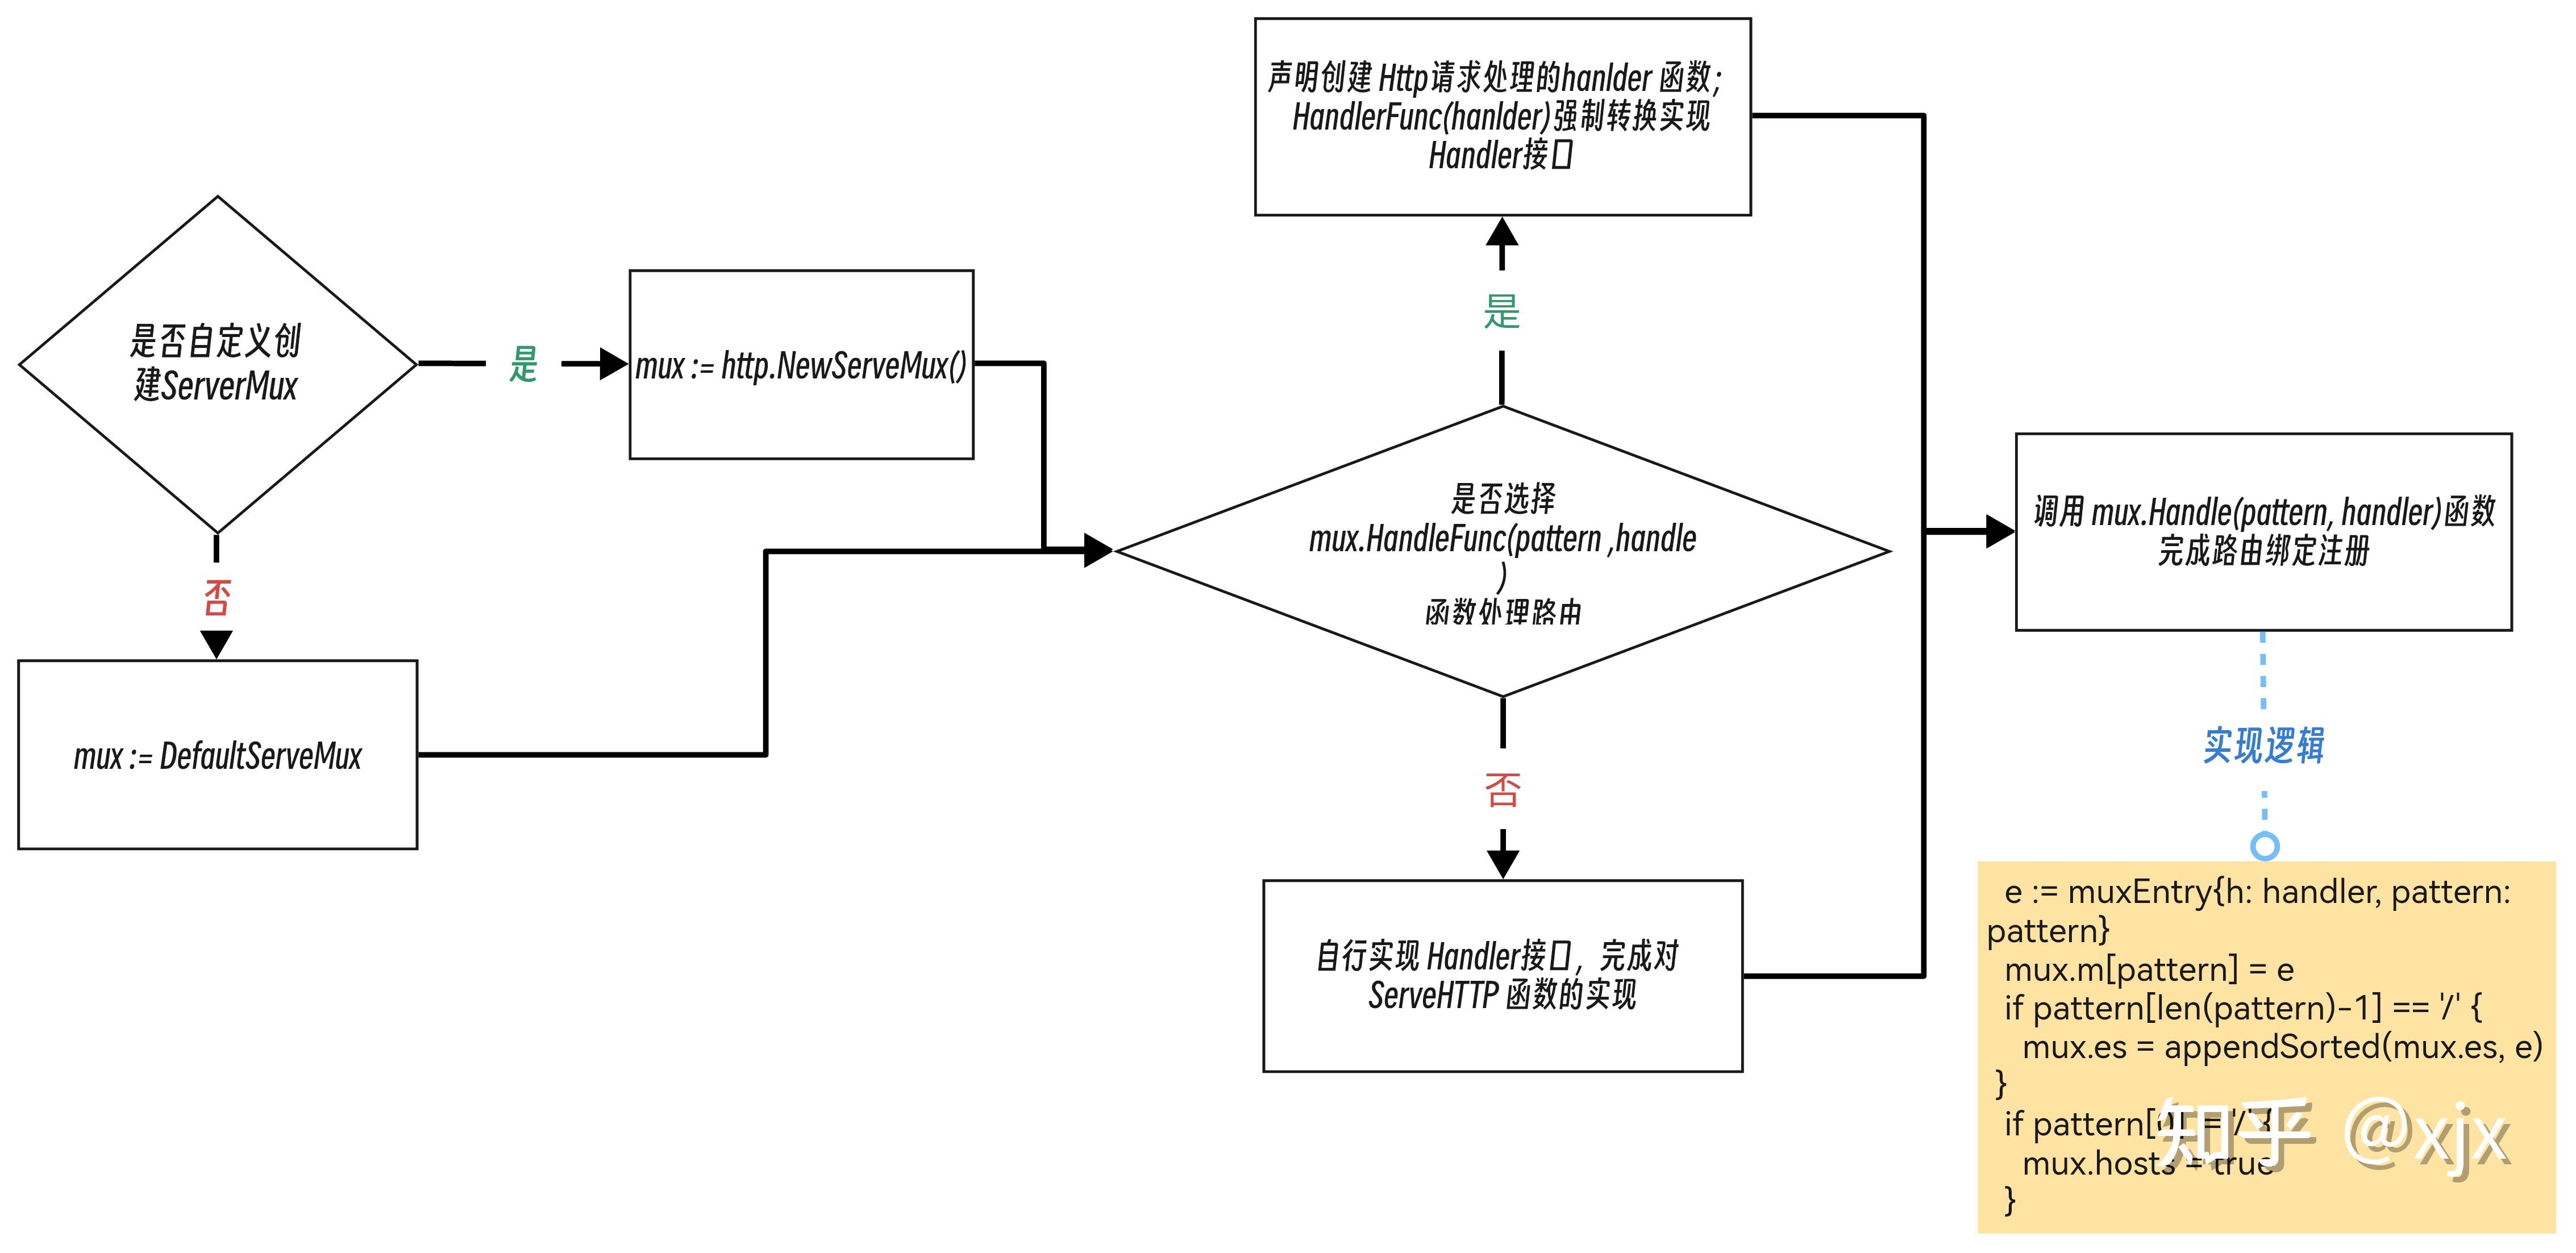 是否自定义创
建ServerMux
是
mux := http.NewServeMux()
否
mux := DefaultServeMux
声明创建 Http请求处理的hanlder 函数;
HandlerFunc(hanlder)强制转换实现
Handler接口
是
是否选择
mux.HandleFunc(pattern ,handle
)
函数处理路由
否
自行实现 Handler接口，完成对
ServeHTTP 函数的实现
调用 mux.Handle(pattern, handler)函数
完成路由绑定注册
实现逻辑
e := muxEntry{h: handler, pattern:
pattern}
mux.m[pattern] = e
if pattern[len(pattern)-1] == '/' {
mux.es = appendSorted(mux.es, e)
}
if pattern[0] = '/' {
mux.hosts = true
}
知乎 @xjx